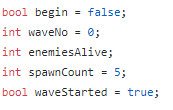 bool begin = false;
int waveNo = 0;
int enemiesAlive;
int spawnCount = 5;
bool waveStarted = true;